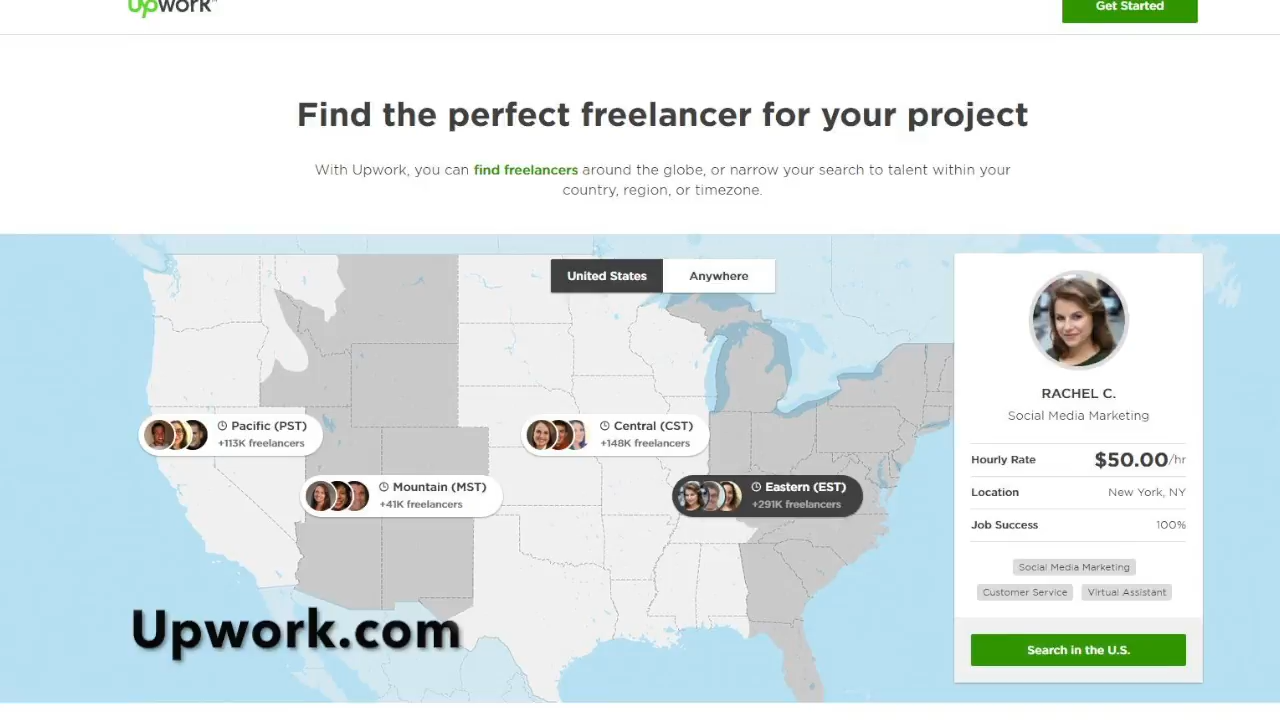 Upwork™
Get Started
Find the perfect freelancer for your project
With Upwork, you can find freelancers around the globe, or narrow your search to talent within your
country, region, or timezone.
United States
Anywhere
Pacific (PST)
+113K freelancers
Mountain (MST)
+41K freelancers
Central (CST)
+148K freelancers
Eastern (EST)
+291K freelancers
RACHEL C.
Social Media Marketing
Hourly Rate $50.00/hr
Location New York, NY
Job Success 100%
Social Media Marketing
Customer Service Virtual Assistant
Search in the U.S.
Upwork.com